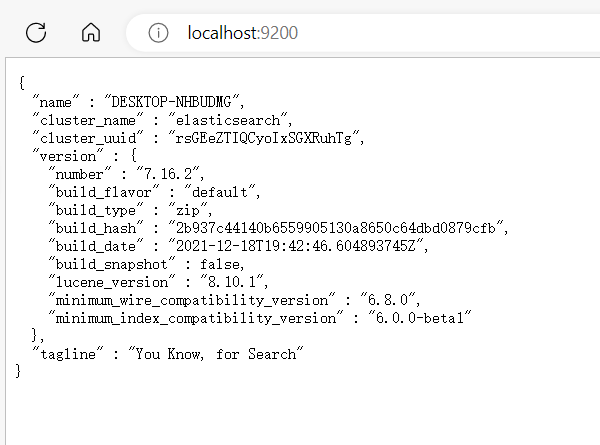 localhost:9200
{
"name" : "DESKTOP-NHBUDMG",
"cluster_name" : "elasticsearch",
"cluster_uuid" : "rsGEeZTIQCyoIxSGXRuhTg",
"version" : {
"number" : "7.16.2",
"build_flavor" : "default",
"build_type" : "zip",
"build_hash" : "2b937c44140b6559905130a8650c64dbd0879cfb",
"build_date" : "2021-12-18T19:42:46.604893745Z",
"build_snapshot" : false,
"lucene_version" : "8.10.1",
"minimum_wire_compatibility_version" : "6.8.0",
"minimum_index_compatibility_version" : "6.0.0-beta1"
},
"tagline" : "You Know, for Search"
}